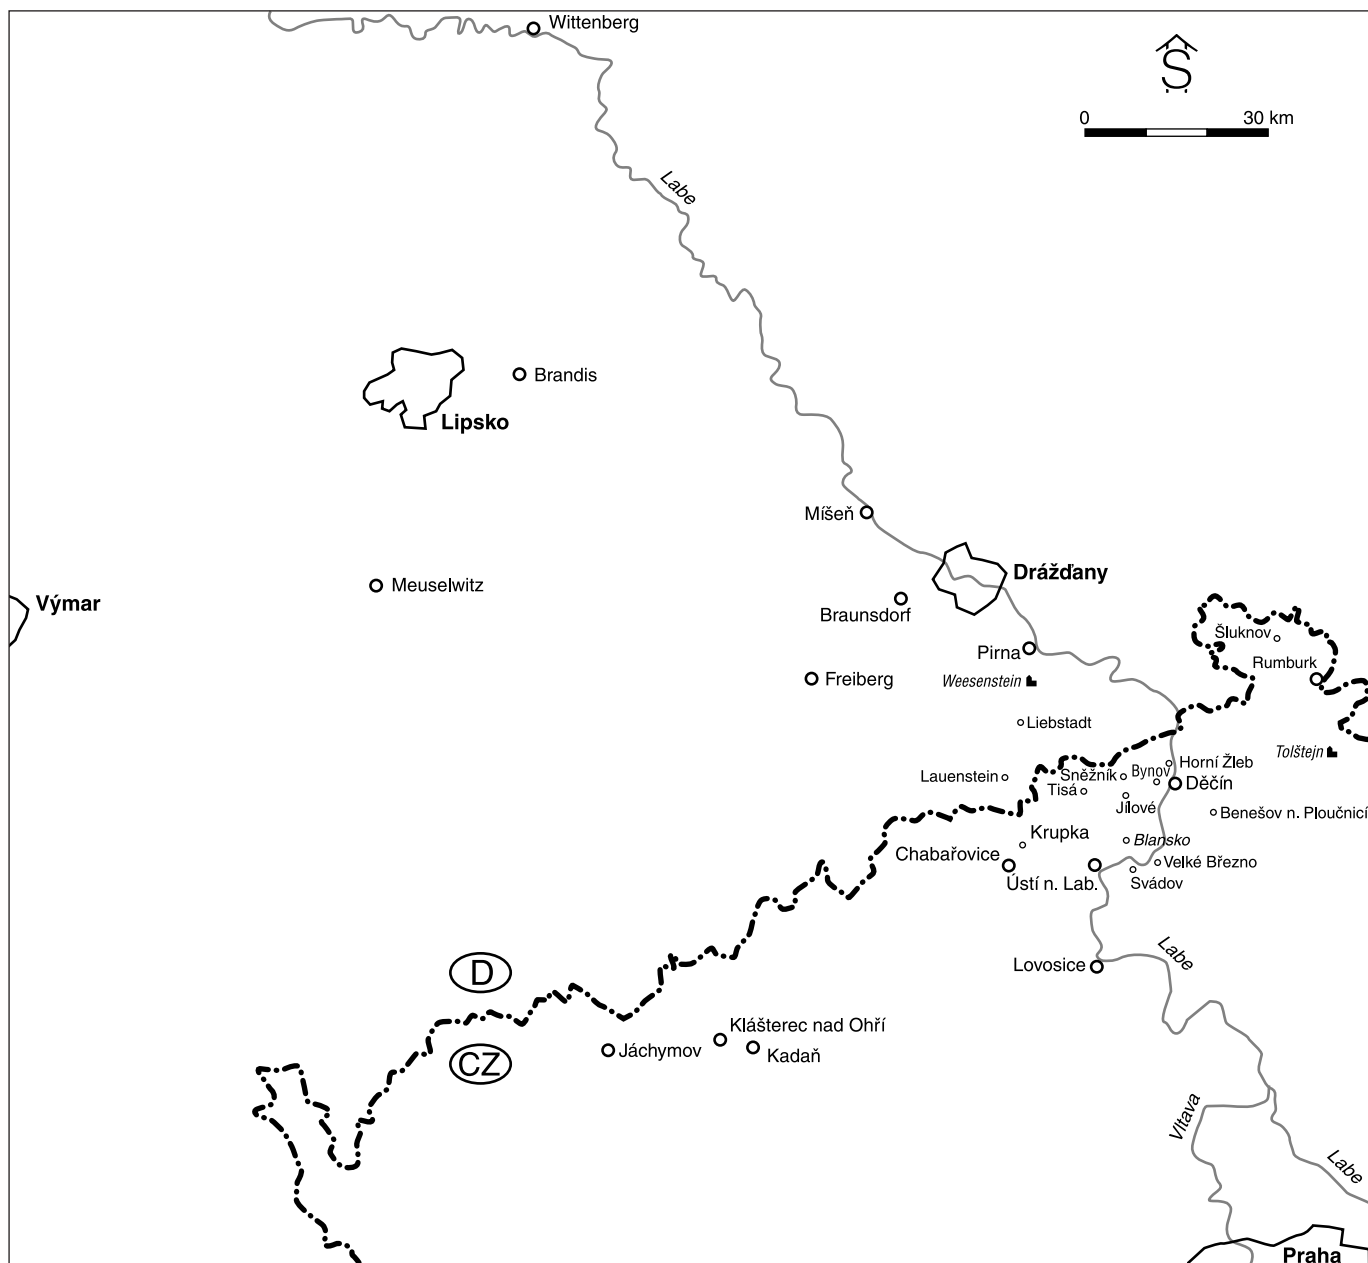 Wittenberg
S
0 30 km
Labe
Brandis
Lipsko
Míšeň
Drážďany
Meuselwitz
Výmar
Braunsdorf
Šluknov
Pirna
Rumburk
Freiberg
Weesenstein
Liebstadt
Tolštejn
Horní Žleb
Lauenstein
Sněžník
Bynov
Děčín
Tisá
Jílové
Benešov n. Ploučnicí
Krupka
Blansko
Chabařovice
Velké Březno
Ústí n. Lab.
Svádov
Labe
Lovosice
D
Klášterec nad Ohří
Jáchymov
Kadaň
CZ
Vltava
Labe
Praha